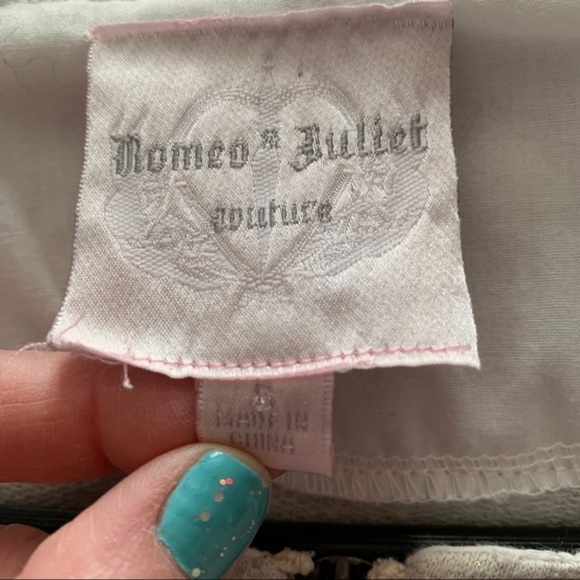 Romeo * Juliet
couture
S
MADE IN
CHINA